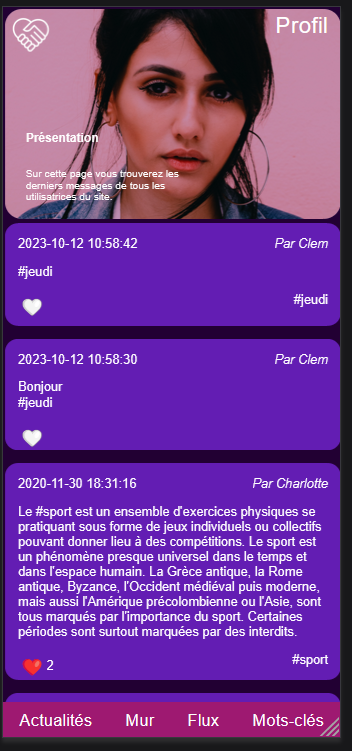 Profil
Présentation
Sur cette page vous trouverez les
derniers messages de tous les
utilisatrices du site.
2023-10-12 10:58:42 Par Clem
#jeudi
#jeudi
2023-10-12 10:58:30 Par Clem
Bonjour
#jeudi
2020-11-30 18:31:16 Par Charlotte
Le #sport est un ensemble d'exercices physiques se
pratiquant sous forme de jeux individuels ou collectifs
pouvant donner lieu à des compétitions. Le sport est
un phénomène presque universel dans le temps et
dans l'espace humain. La Grèce antique, la Rome
antique, Byzance, l'Occident médiéval puis moderne,
mais aussi l'Amérique précolombienne ou l'Asie, sont
tous marqués par l'importance du sport. Certaines
périodes sont surtout marquées par des interdits.
#sport
2
Actualités Mur Flux Mots-clés